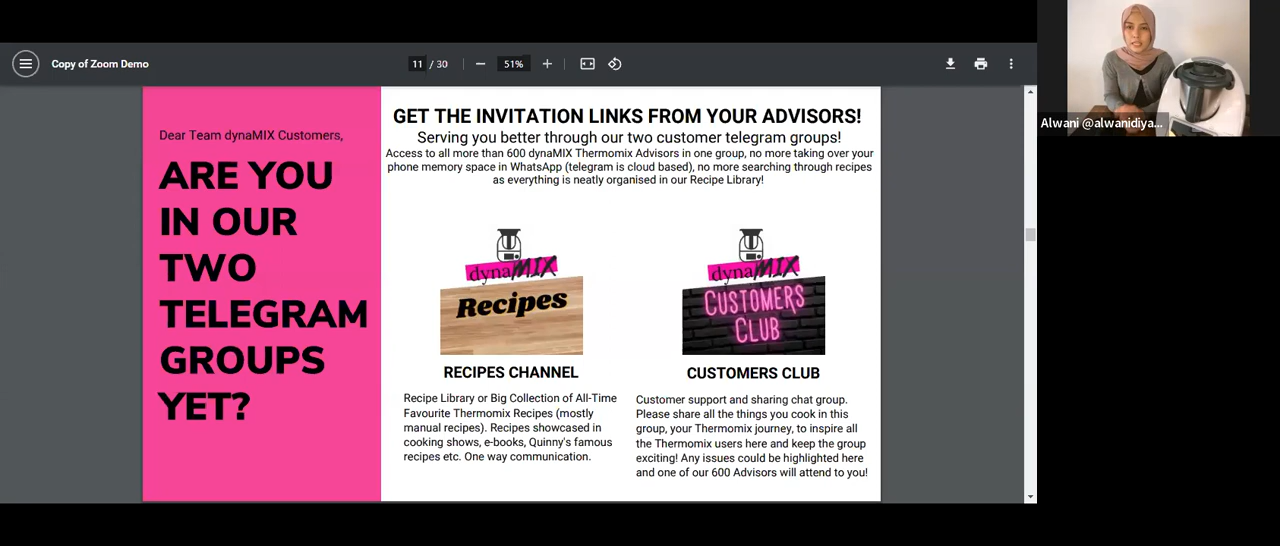 Copy of Zoom Demo
11 / 30
51%
Alwani @alwanidiya...
Dear Team dynaMIX Customers,
ARE YOU
IN OUR
TWO
TELEGRAM
GROUPS
YET?
GET THE INVITATION LINKS FROM YOUR ADVISORS!
Serving you better through our two customer telegram groups!
Access to all more than 600 dynaMIX Thermomix Advisors in one group, no more taking over your
phone memory space in WhatsApp (telegram is cloud based), no more searching through recipes
as everything is neatly organised in our Recipe Library!
dynaMIX
Recipes
RECIPES CHANNEL
Recipe Library or Big Collection of All-Time
Favourite Thermomix Recipes (mostly
manual recipes). Recipes showcased in
cooking shows, e-books, Quinny's famous
recipes etc. One way communication.
dynaMIX
CUSTOMERS
CLUB
CUSTOMERS CLUB
Customer support and sharing chat group.
Please share all the things you cook in this
group, your Thermomix journey, to inspire all
the Thermomix users here and keep the group
exciting! Any issues could be highlighted here
and one of our 600 Advisors will attend to you!